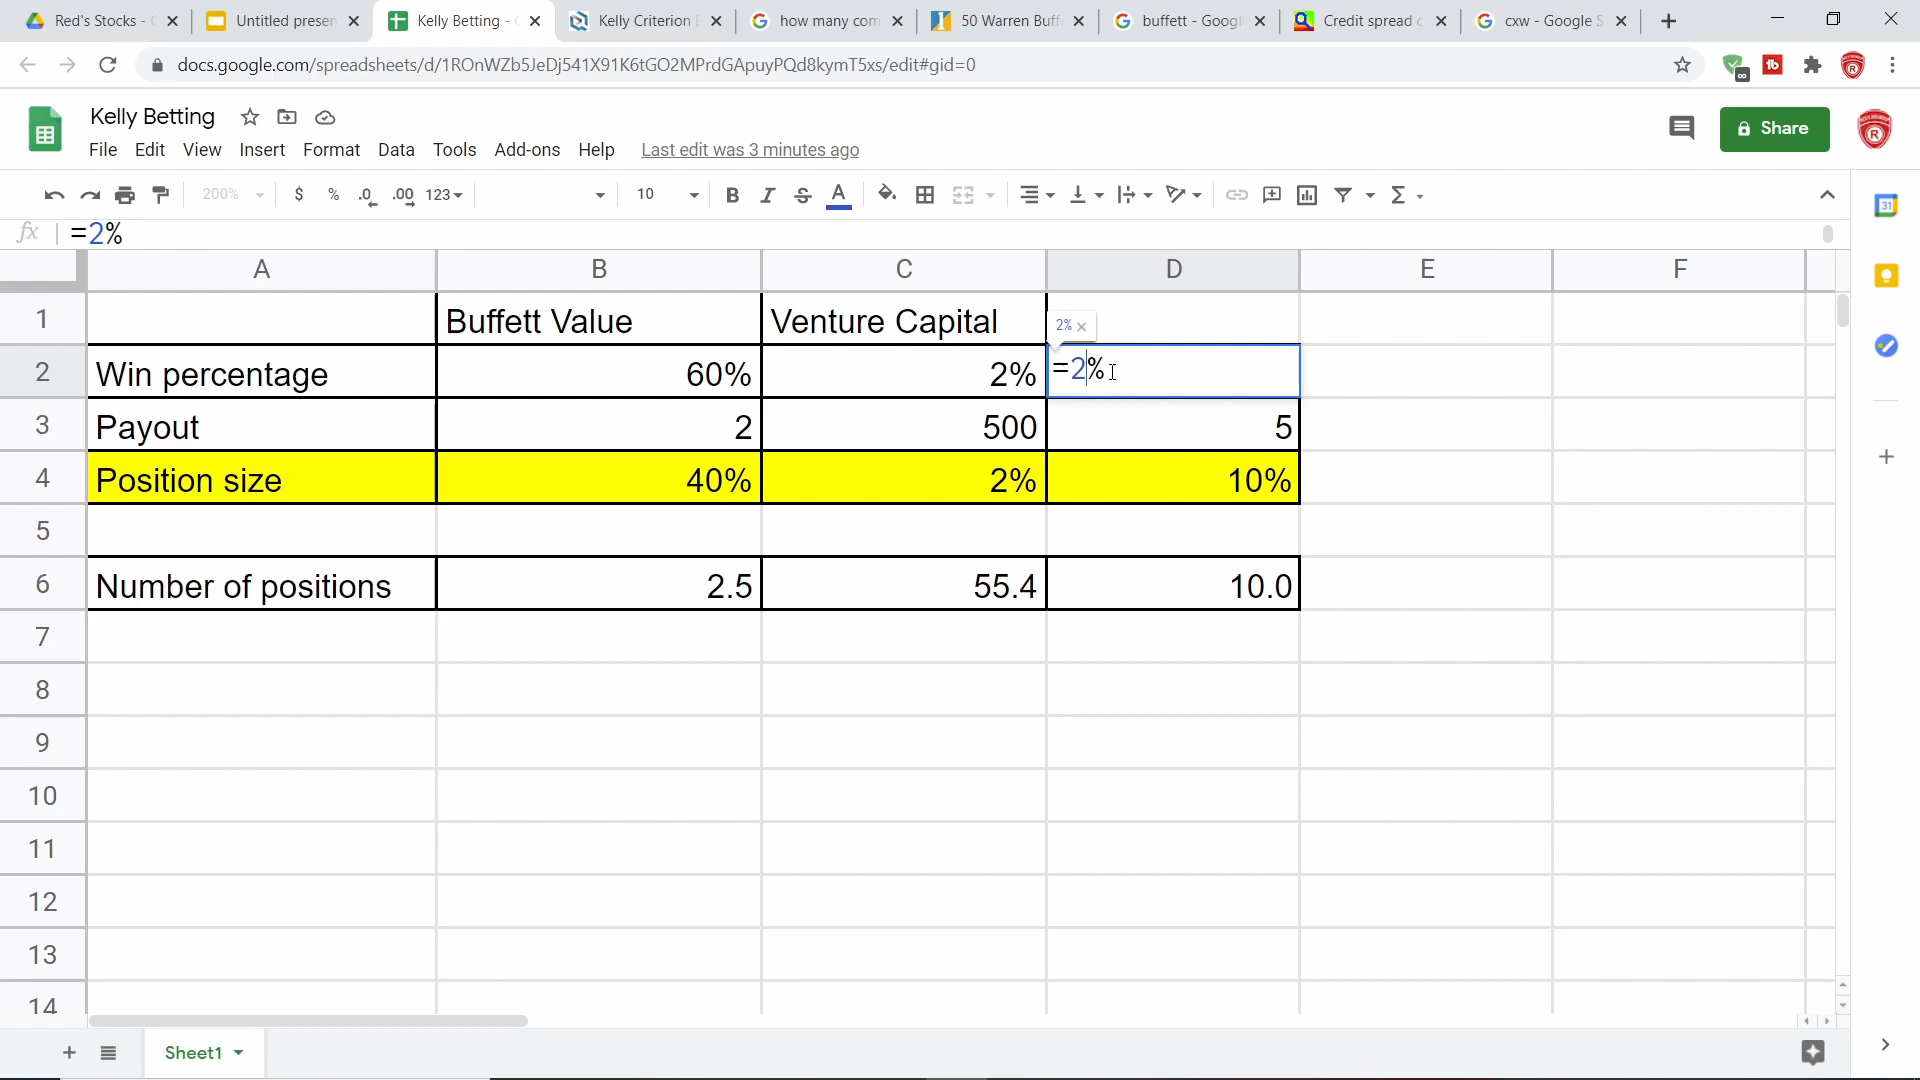 Red's Stocks - G
Untitled presen
Kelly Betting - G
Kelly Criterion
how many com
50 Warren Buff
buffett - Google
Credit spread c
cxw - Google S
docs.google.com/spreadsheets/d/1ROnWZb5JeDj541X91K6tGO2MPrdGApuyPQd8kymT5xs/edit#gid=0
Kelly Betting
Share
File Edit View Insert Format Data Tools Add-ons Help Last edit was 3 minutes ago
200% $ % .0 .00 123 10 B I S A Σ
fx =2%
A B C D E F
1 Buffett Value Venture Capital
2%
2 Win percentage 60% 2% =2%
3 Payout 2 500 5
4 Position size 40% 2% 10%
5
6 Number of positions 2.5 55.4 10.0
7
8
9
10
11
12
13
14
Sheet1